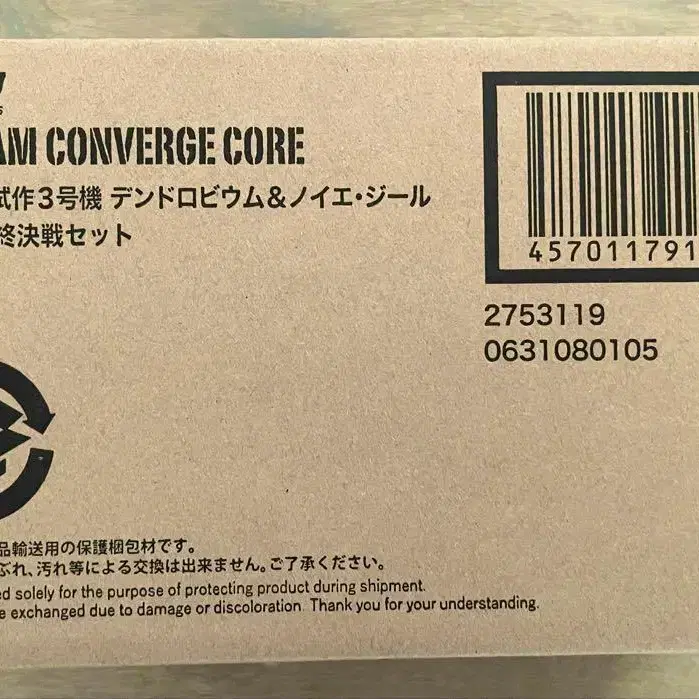 AM CONVERGE CORE
試作3号機 デンドロビウム&ノイエ・ジール
終決戦セット
457011791
2753119
0631080105
品輸送用の保護梱包材です。
ぶれ、汚れ等による交換は出来ません。ご了承ください。
ed solely for the purpose of protecting product during shipment.
e exchanged due to damage or discoloration. Thank you for your understanding.